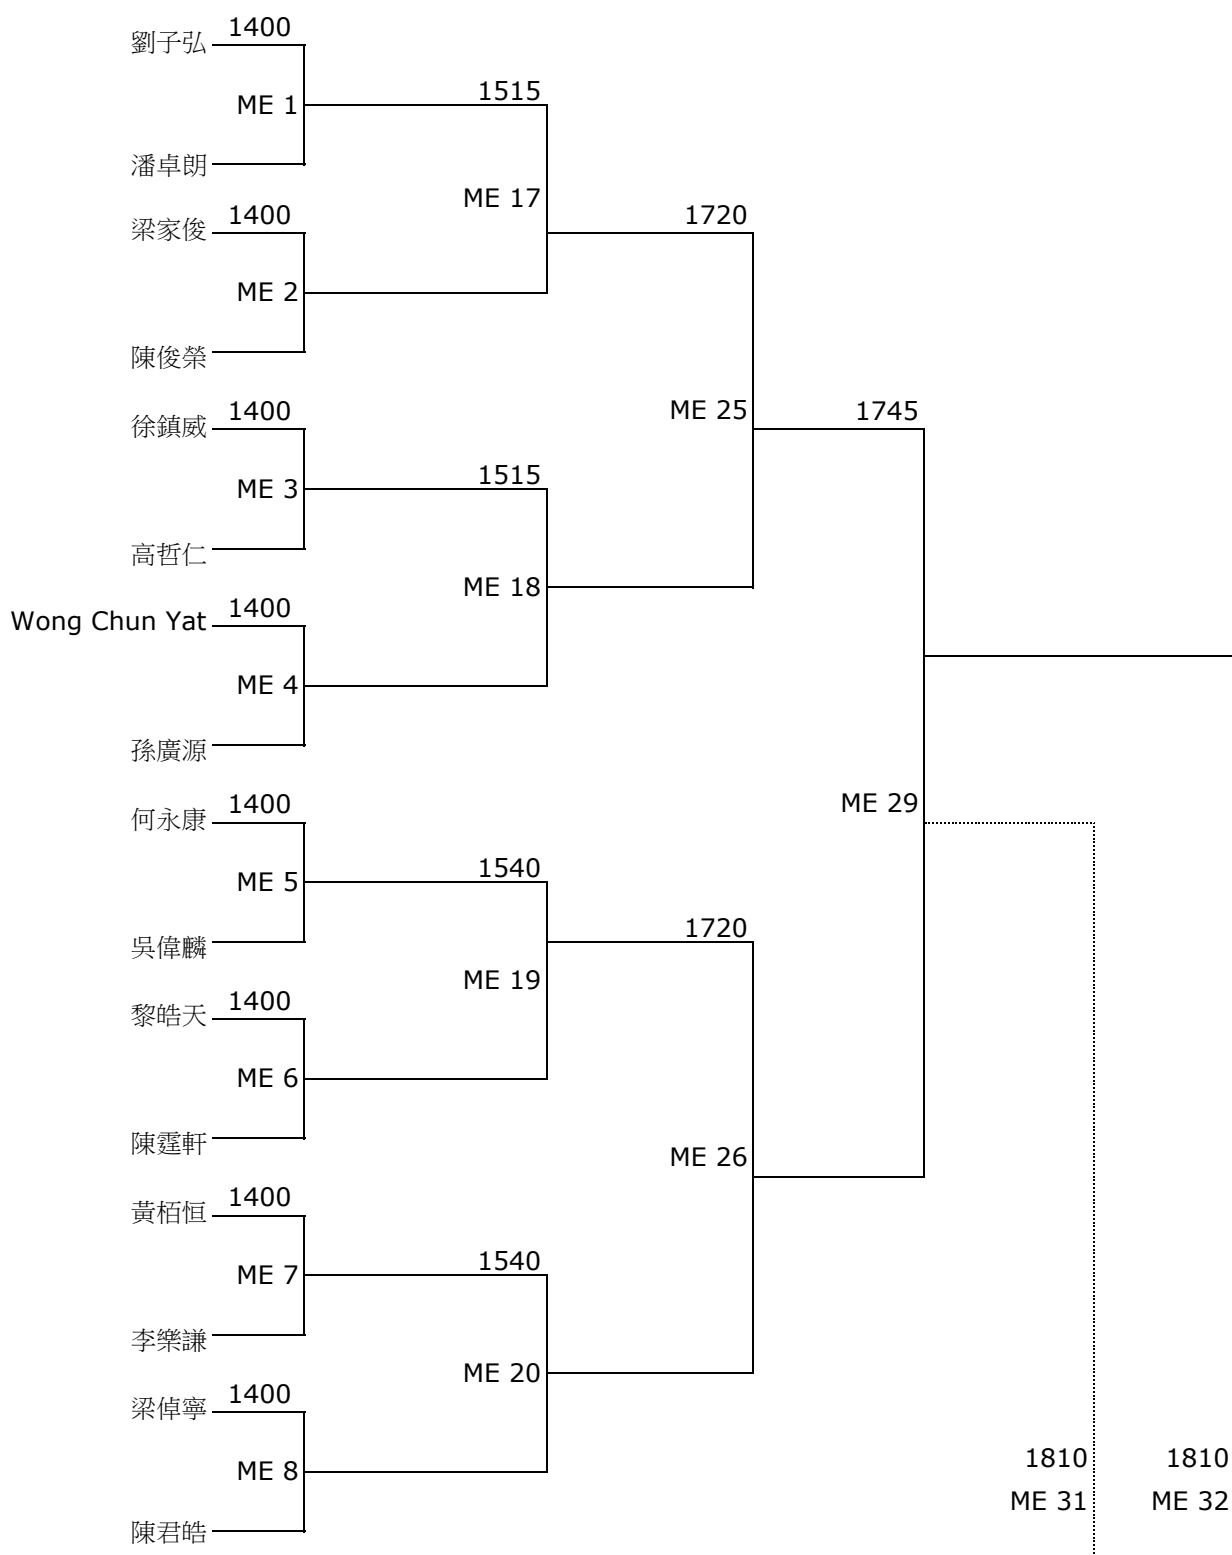 劉子弘 1400
ME 1 1515
潘卓朗
ME 17
梁家俊 1400 1720
ME 2
陳俊榮
徐鎮威 1400 ME 25 1745
ME 3 1515
高哲仁
ME 18
Wong Chun Yat 1400
ME 4
孫廣源
何永康 1400 ME 29
ME 5 1540
吳偉麟 1720
ME 19
黎皓天 1400
ME 6
陳霆軒
ME 26
黃栢恒 1400
ME 7 1540
李樂謙
ME 20
梁倬寧 1400
ME 8 1810 1810
ME 31 ME 32
陳君皓